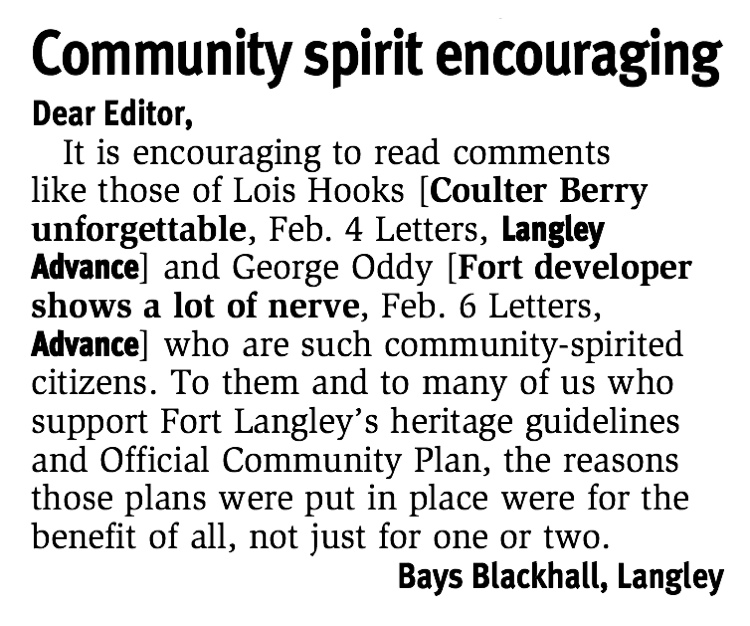 Community spirit encouraging
Dear Editor,
It is encouraging to read comments
like those of Lois Hooks [Coulter Berry
unforgettable, Feb. 4 Letters, Langley
Advance] and George Oddy [Fort developer
shows a lot of nerve, Feb. 6 Letters,
Advance] who are such community-spirited
citizens. To them and to many of us who
support Fort Langley's heritage guidelines
and Official Community Plan, the reasons
those plans were put in place were for the
benefit of all, not just for one or two.
Bays Blackhall, Langley